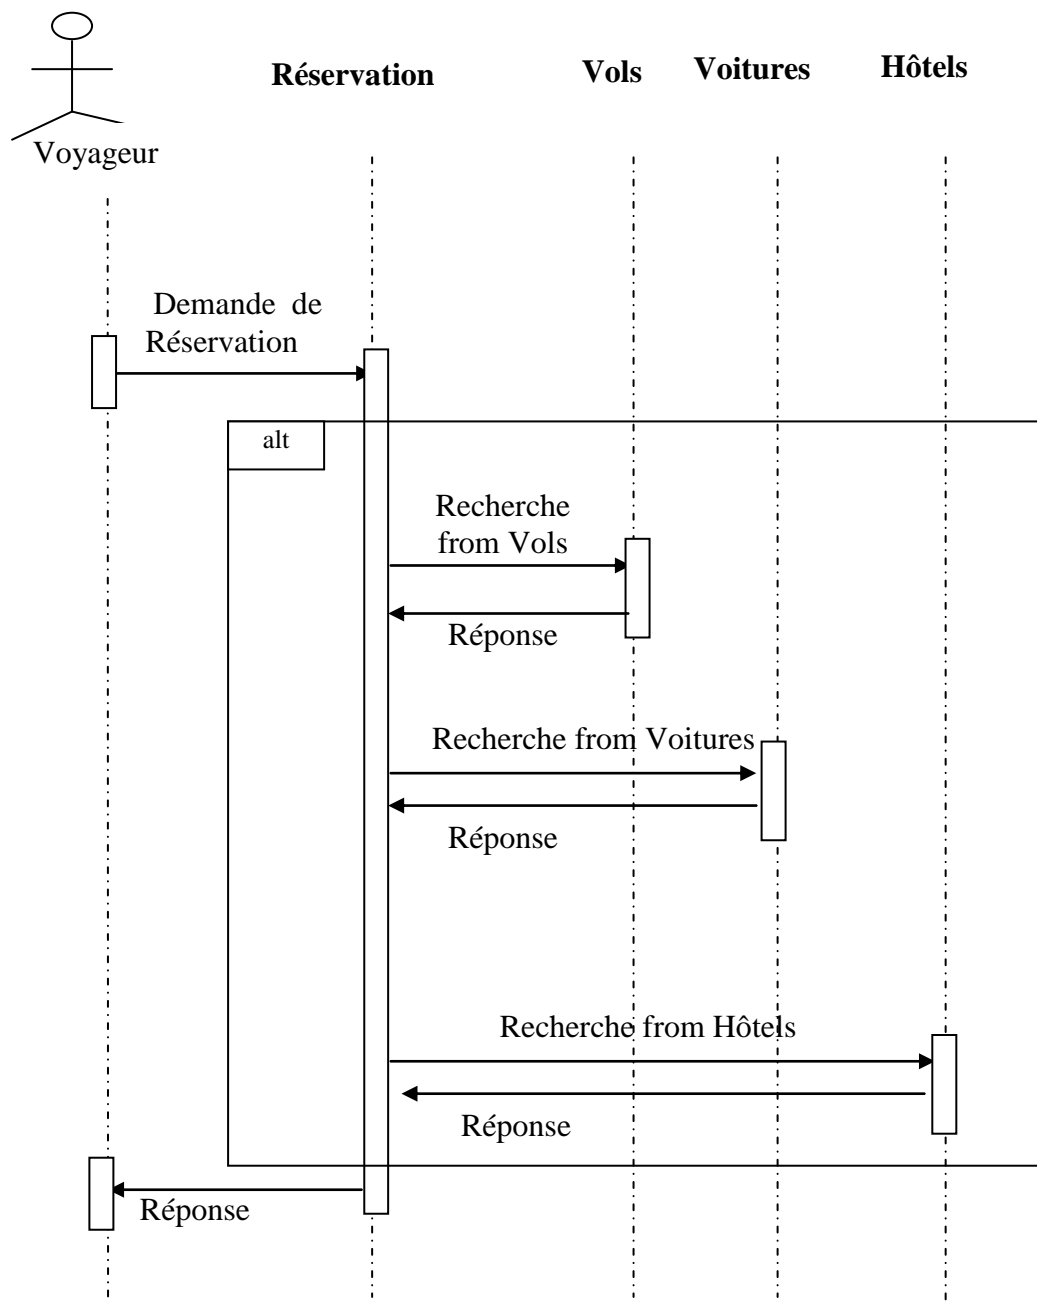 Réservation
Vols
Voitures
Hôtels
Voyageur
Demande de
Réservation
alt
Recherche
from Vols
Réponse
Recherche from Voitures
Réponse
Recherche from Hôtels
Réponse
Réponse